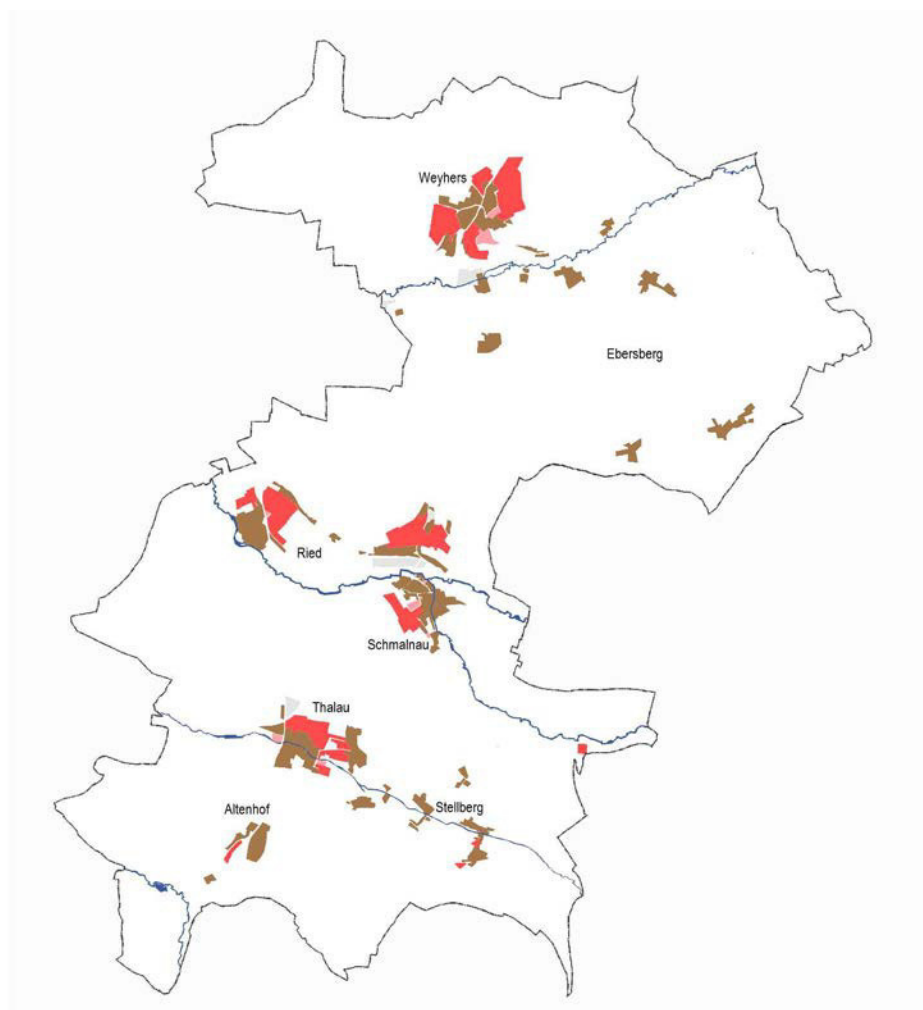 Weyhers
Ebersberg
Ried
Schmalnau
Thalau
Altenhof
Stellberg